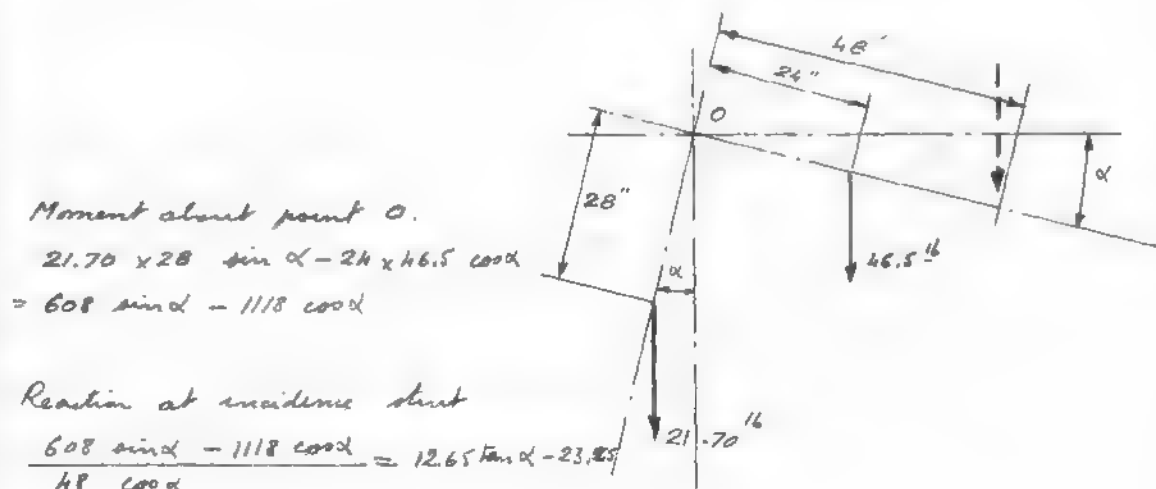 48"
24"
O
28"
α
46.5 lb
α
21.70 lb
Moment about point O.
21.70 x 28 sin α - 24 x 46.5 cos α
= 608 sin α - 1118 cos α
Reaction at incidence strut
608 sin α - 1118 cos α
48 cos α
= 12.65 tan α - 23.25